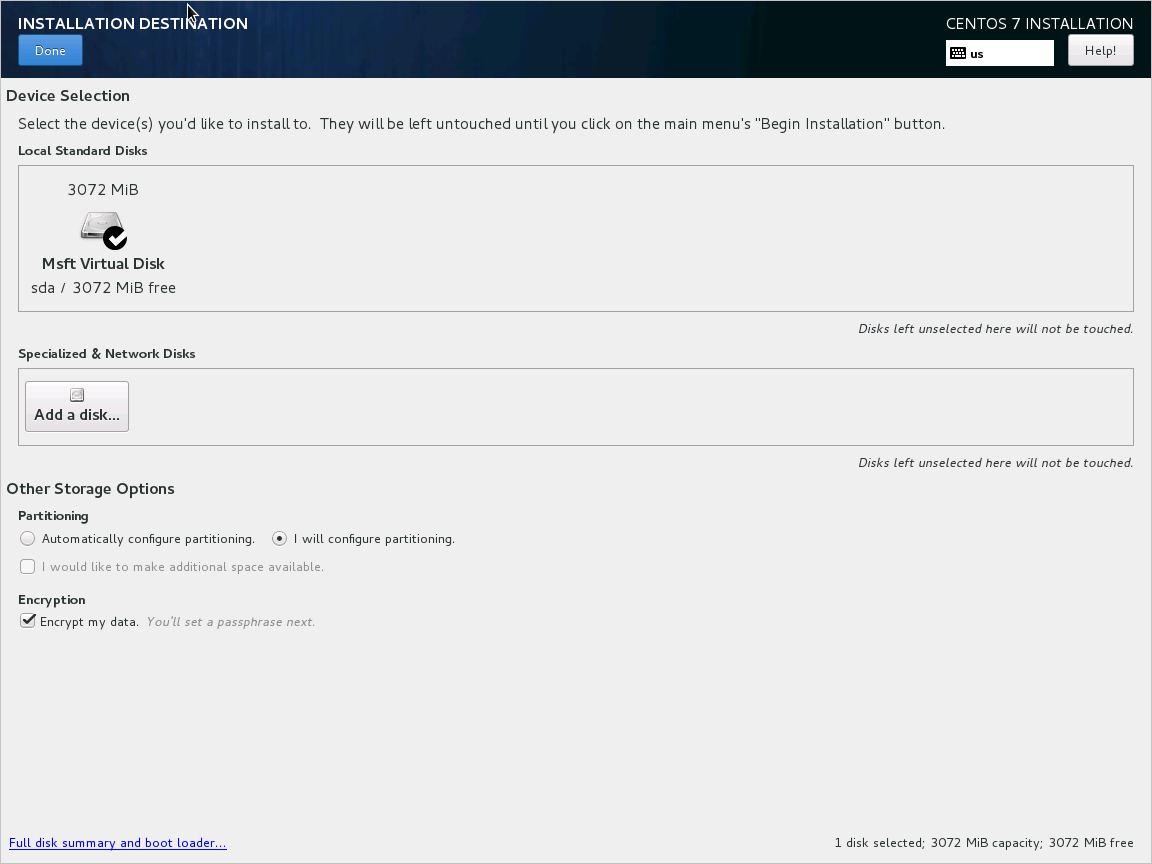 INSTALLATION DESTINATION
CENTOS 7 INSTALLATION
Done
us
Help!
Device Selection
Select the device(s) you'd like to install to.  They will be left untouched until you click on the main menu's "Begin Installation" button.
Local Standard Disks
3072 MiB
Msft Virtual Disk
sda / 3072 MiB free
Disks left unselected here will not be touched.
Specialized & Network Disks
Add a disk...
Disks left unselected here will not be touched.
Other Storage Options
Partitioning
Automatically configure partitioning. I will configure partitioning.
I would like to make additional space available.
Encryption
Encrypt my data. You'll set a passphrase next.
Full disk summary and boot loader... 1 disk selected; 3072 MiB capacity; 3072 MiB free